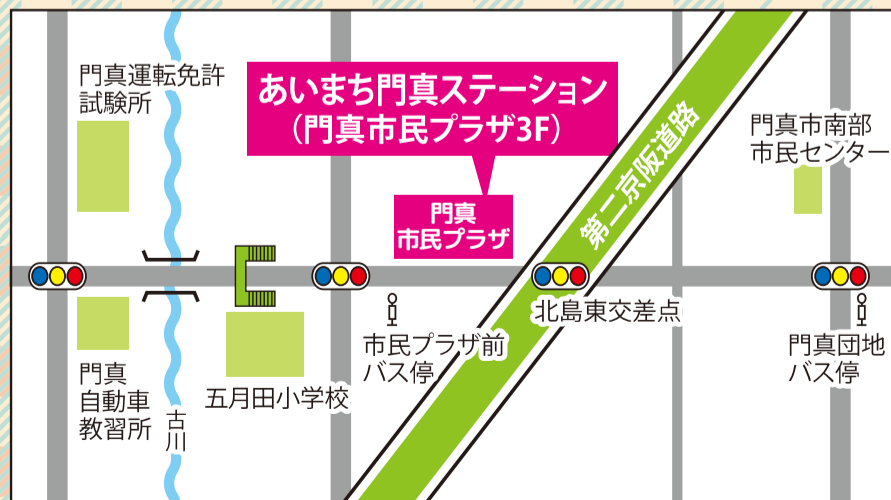 門真運転免許
試験所
あいまち門真ステーション
（門真市民プラザ3F）
門真
市民プラザ
第二京阪道路
門真市南部
市民センター
北島東交差点
市民プラザ前
バス停
門真団地
バス停
門真
自動車
教習所
古川
五月田小学校